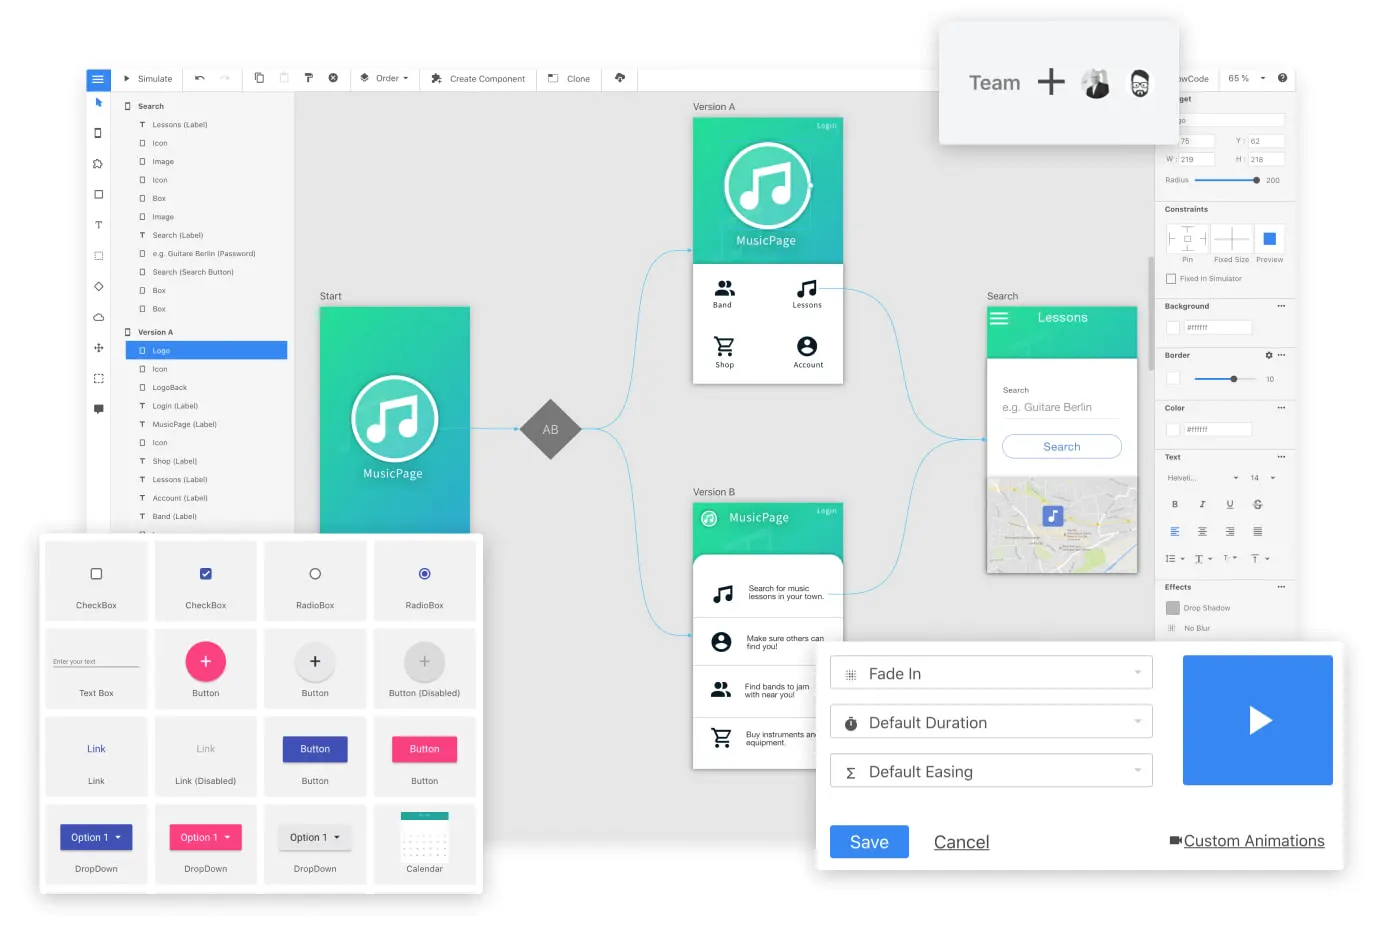 Team
Simulate
Order
Create Component
Clone
owCode
65 %
Search
Lessons (Label)
Icon
Image
Icon
Box
Image
Search (Label)
e.g. Guitare Berlin (Password)
Search (Search Button)
Box
Box
Version A
Logo
Icon
LogoBack
Login (Label)
MusicPage (Label)
Icon
Shop (Label)
Lessons (Label)
Account (Label)
Band (Label)
Start
MusicPage
AB
Version A
Login
MusicPage
Band
Lessons
Shop
Account
Version B
MusicPage
Login
Search for music
lessons in your town.
Make sure others can
find you!
Find bands to jam
with near you!
Buy instruments and
equipment.
Search
Lessons
Search
e.g. Guitare Berlin
Search
get
go
75
Y : 62
W : 219
H : 218
Radius
200
Constraints
Pin
Fixed Size
Preview
Fixed In Simulator
Background
#ffffff
Border
10
Color
#ffffff
Text
Helveti...
14
B I U S
Effects
Drop Shadow
No Blur
CheckBox
CheckBox
RadioBox
RadioBox
Enter your text
Text Box
Button
Button
Button (Disabled)
Link
Link
Link
Link (Disabled)
Button
Button
Button
Button
Option 1
DropDown
Option 1
DropDown
Option 1
DropDown
Calendar
Fade In
Default Duration
Default Easing
Save
Cancel
Custom Animations